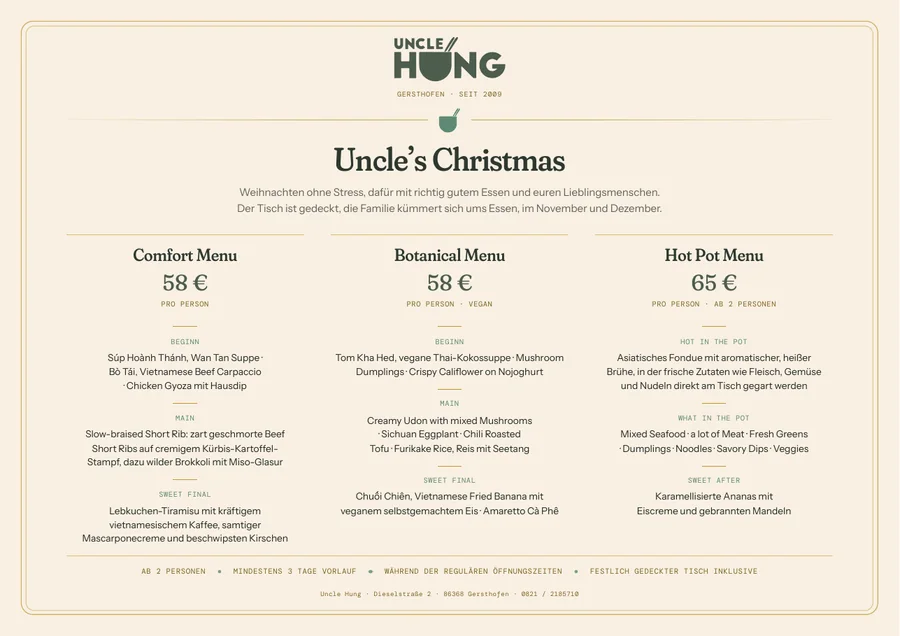 UNCLE
HUNG
GERSTHOFEN · SEIT 2009
Uncle's Christmas
Weihnachten ohne Stress, dafür mit richtig gutem Essen und euren Lieblingsmenschen.
Der Tisch ist gedeckt, die Familie kümmert sich ums Essen, im November und Dezember.
Comfort Menu
58 €
PRO PERSON
BEGINN
Súp Hoành Thánh, Wan Tan Suppe ·
Bò Tái, Vietnamese Beef Carpaccio
· Chicken Gyoza mit Hausdip
MAIN
Slow-braised Short Rib: zart geschmorte Beef
Short Ribs auf cremigem Kürbis-Kartoffel-
Stampf, dazu wilder Brokkoli mit Miso-Glasur
SWEET FINAL
Lebkuchen-Tiramisu mit kräftigem
vietnamesischem Kaffee, samtiger
Mascarponecreme und beschwipsten Kirschen
Botanical Menu
58 €
PRO PERSON · VEGAN
BEGINN
Tom Kha Hed, vegane Thai-Kokossuppe · Mushroom
Dumplings · Crispy Califlower on Nojoghurt
MAIN
Creamy Udon with mixed Mushrooms
· Sichuan Eggplant · Chili Roasted
Tofu · Furikake Rice, Reis mit Seetang
SWEET FINAL
Chuối Chiên, Vietnamese Fried Banana mit
veganem selbstgemachtem Eis · Amaretto Cà Phê
Hot Pot Menu
65 €
PRO PERSON · AB 2 PERSONEN
HOT IN THE POT
Asiatisches Fondue mit aromatischer, heißer
Brühe, in der frische Zutaten wie Fleisch, Gemüse
und Nudeln direkt am Tisch gegart werden
WHAT IN THE POT
Mixed Seafood · a lot of Meat · Fresh Greens
· Dumplings · Noodles · Savory Dips · Veggies
SWEET AFTER
Karamellisierte Ananas mit
Eiscreme und gebrannten Mandeln
AB 2 PERSONEN • MINDESTENS 3 TAGE VORLAUF • WÄHREND DER REGULÄREN ÖFFNUNGSZEITEN • FESTLICH GEDECKTER TISCH INKLUSIVE
Uncle Hung · Dieselstraße 2 · 86368 Gersthofen · 0821 / 2185710